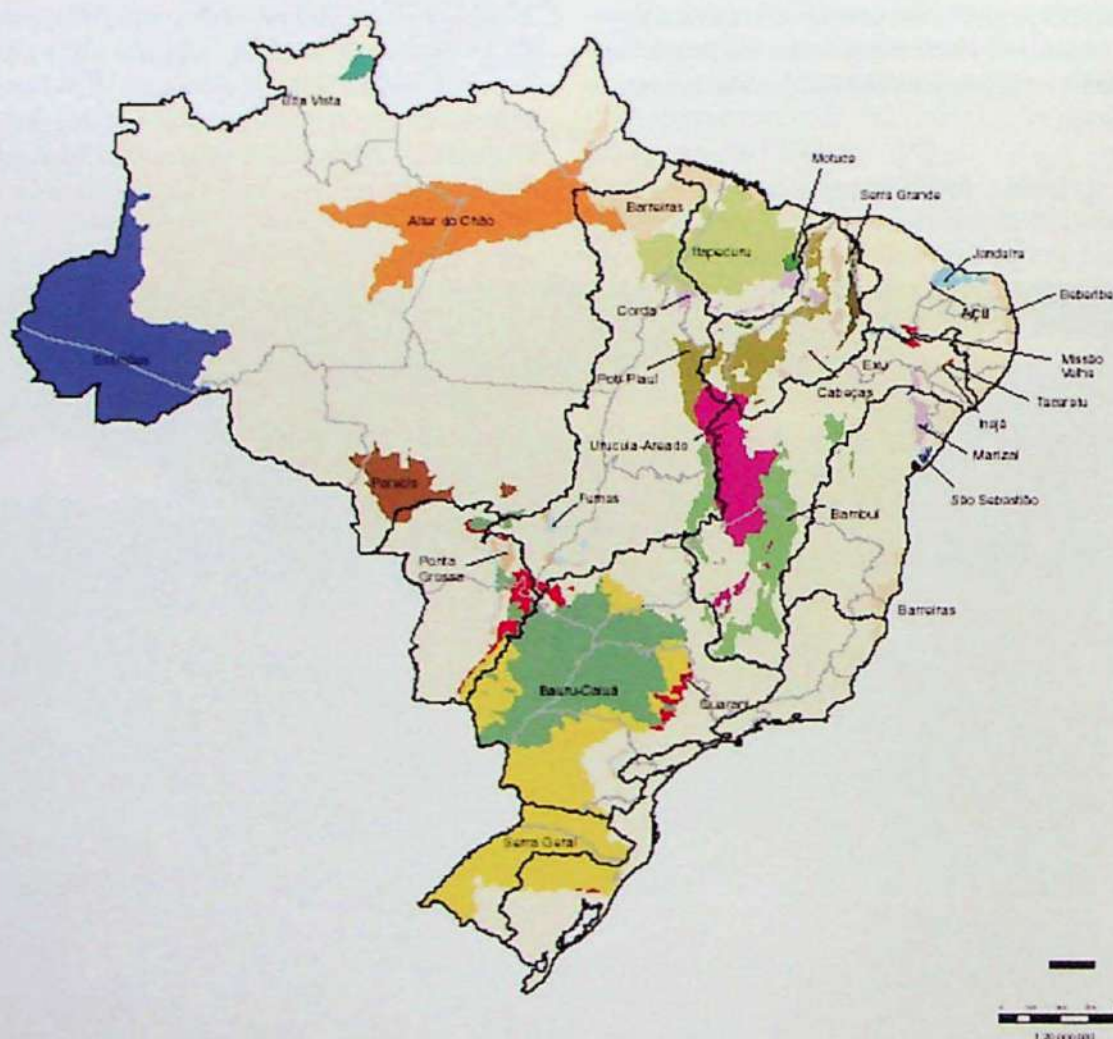 Boa Vista
Motuca
Serra Grande
Alter do Chão
Barreiras
Itapecuru
Jandaíra
Beberibe
Açu
Corda
Missão
Velha
Poti-Piauí
Exu
Cabeças
Tacaratu
Inajá
Urucuia-Areado
Marizal
São Sebastião
Parecis
Furnas
Bambuí
Ponta
Grossa
Barreiras
Bauru-Caiuá
Guarani
Serra Geral